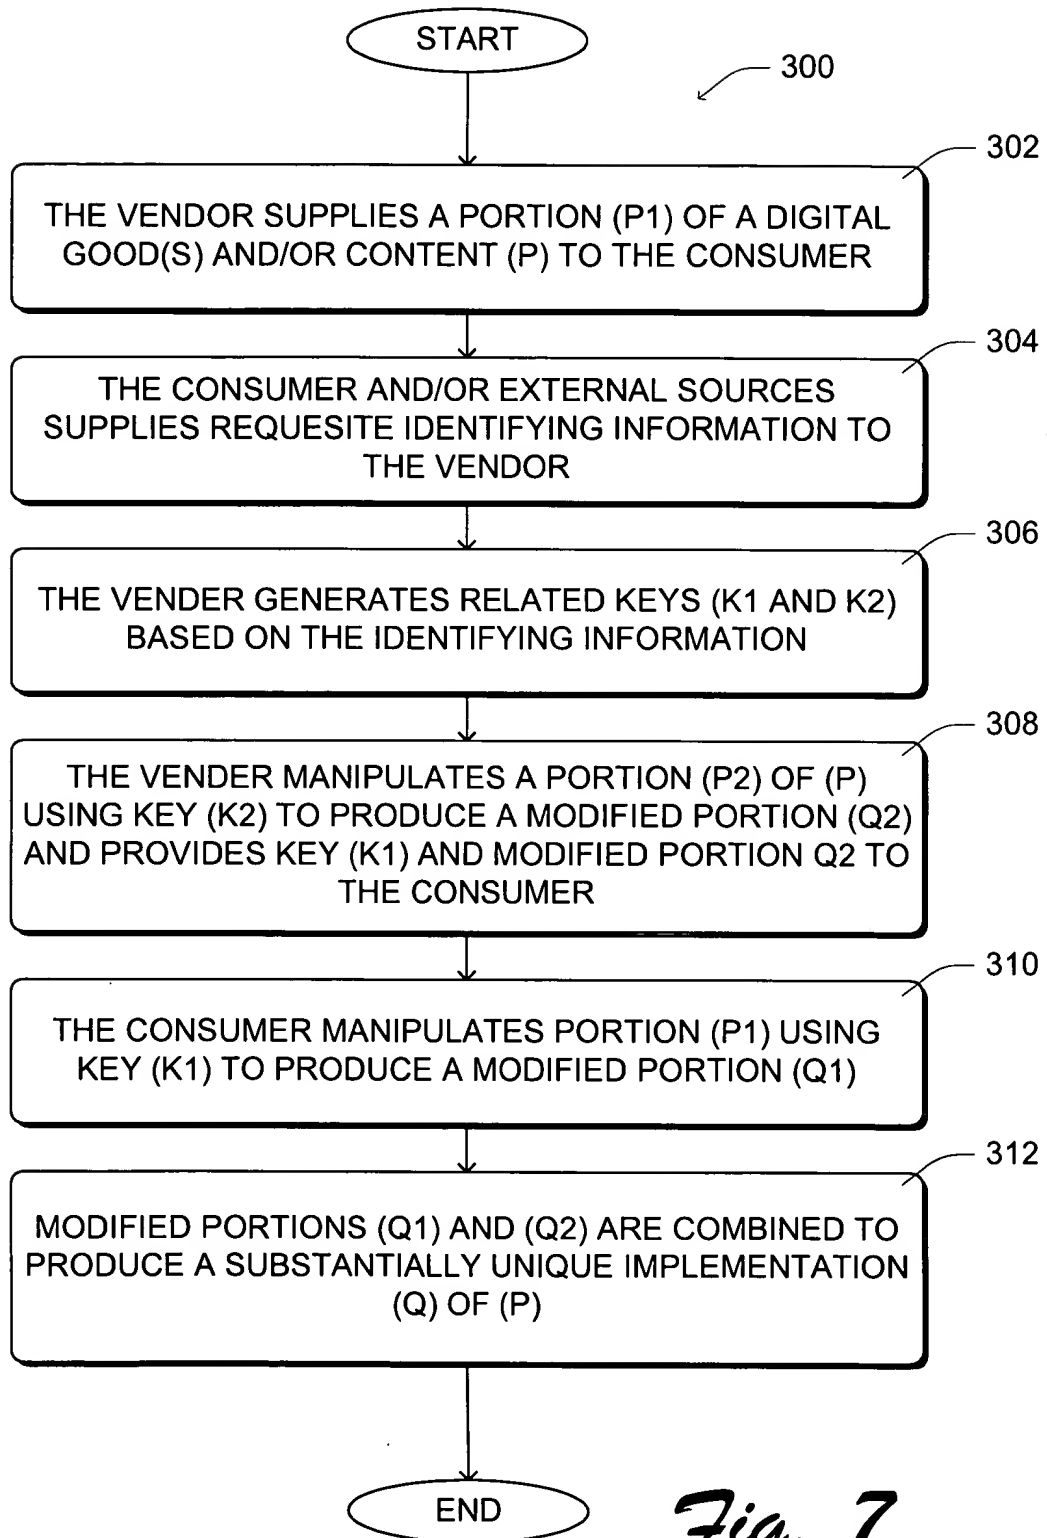 START
300
302
THE VENDOR SUPPLIES A PORTION (P1) OF A DIGITAL
GOOD(S) AND/OR CONTENT (P) TO THE CONSUMER
304
THE CONSUMER AND/OR EXTERNAL SOURCES
SUPPLIES REQUESITE IDENTIFYING INFORMATION TO
THE VENDOR
306
THE VENDER GENERATES RELATED KEYS (K1 AND K2)
BASED ON THE IDENTIFYING INFORMATION
308
THE VENDER MANIPULATES A PORTION (P2) OF (P)
USING KEY (K2) TO PRODUCE A MODIFIED PORTION (Q2)
AND PROVIDES KEY (K1) AND MODIFIED PORTION Q2 TO
THE CONSUMER
310
THE CONSUMER MANIPULATES PORTION (P1) USING
KEY (K1) TO PRODUCE A MODIFIED PORTION (Q1)
312
MODIFIED PORTIONS (Q1) AND (Q2) ARE COMBINED TO
PRODUCE A SUBSTANTIALLY UNIQUE IMPLEMENTATION
(Q) OF (P)
END
Fig. 7